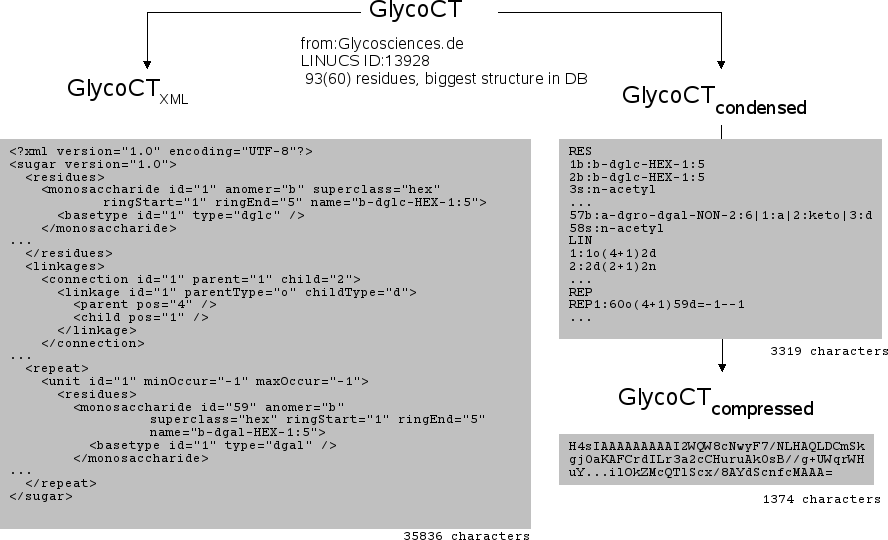 GlycoCT
from:Glycosciences.de
LINUCS ID:13928
93(60) residues, biggest structure in DB
GlycoCTXML
<?xml version="1.0" encoding="UTF-8"?>
<sugar version="1.0">
<residues>
<monosaccharide id="1" anomer="b" superclass="hex"
ringStart="1" ringEnd="5" name="b-dglc-HEX-1:5">
<basetype id="1" type="dglc" />
</monosaccharide>
...
</residues>
<linkages>
<connection id="1" parent="1" child="2">
<linkage id="1" parentType="o" childType="d">
<parent pos="4" />
<child pos="1" />
</linkage>
</connection>
...
<repeat>
<unit id="1" minOccur="-1" maxOccur="-1">
<residues>
<monosaccharide id="59" anomer="b"
superclass="hex" ringStart="1" ringEnd="5"
name="b-dgal-HEX-1:5">
<basetype id="1" type="dgal" />
</monosaccharide>
...
</repeat>
</sugar>
35836 characters
GlycoCTcondensed
RES
1b:b-dglc-HEX-1:5
2b:b-dglc-HEX-1:5
3s:n-acetyl
...
57b:a-dgro-dgal-NON-2:6|1:a|2:keto|3:d
58s:n-acetyl
LIN
1:1o(4+1)2d
2:2d(2+1)2n
...
REP
REP1:60o(4+1)59d=-1--1
...
3319 characters
GlycoCTcompressed
H4sIAAAAAAAAAI2WQW8cNwyF7/NLHAQLDCmSk
gj0aKAFCrdILr3a2cCHuruAk0sB//g+UWqrWH
uY...ilOkZMcQTlScx/8AYdScnfcMAAA=
1374 characters